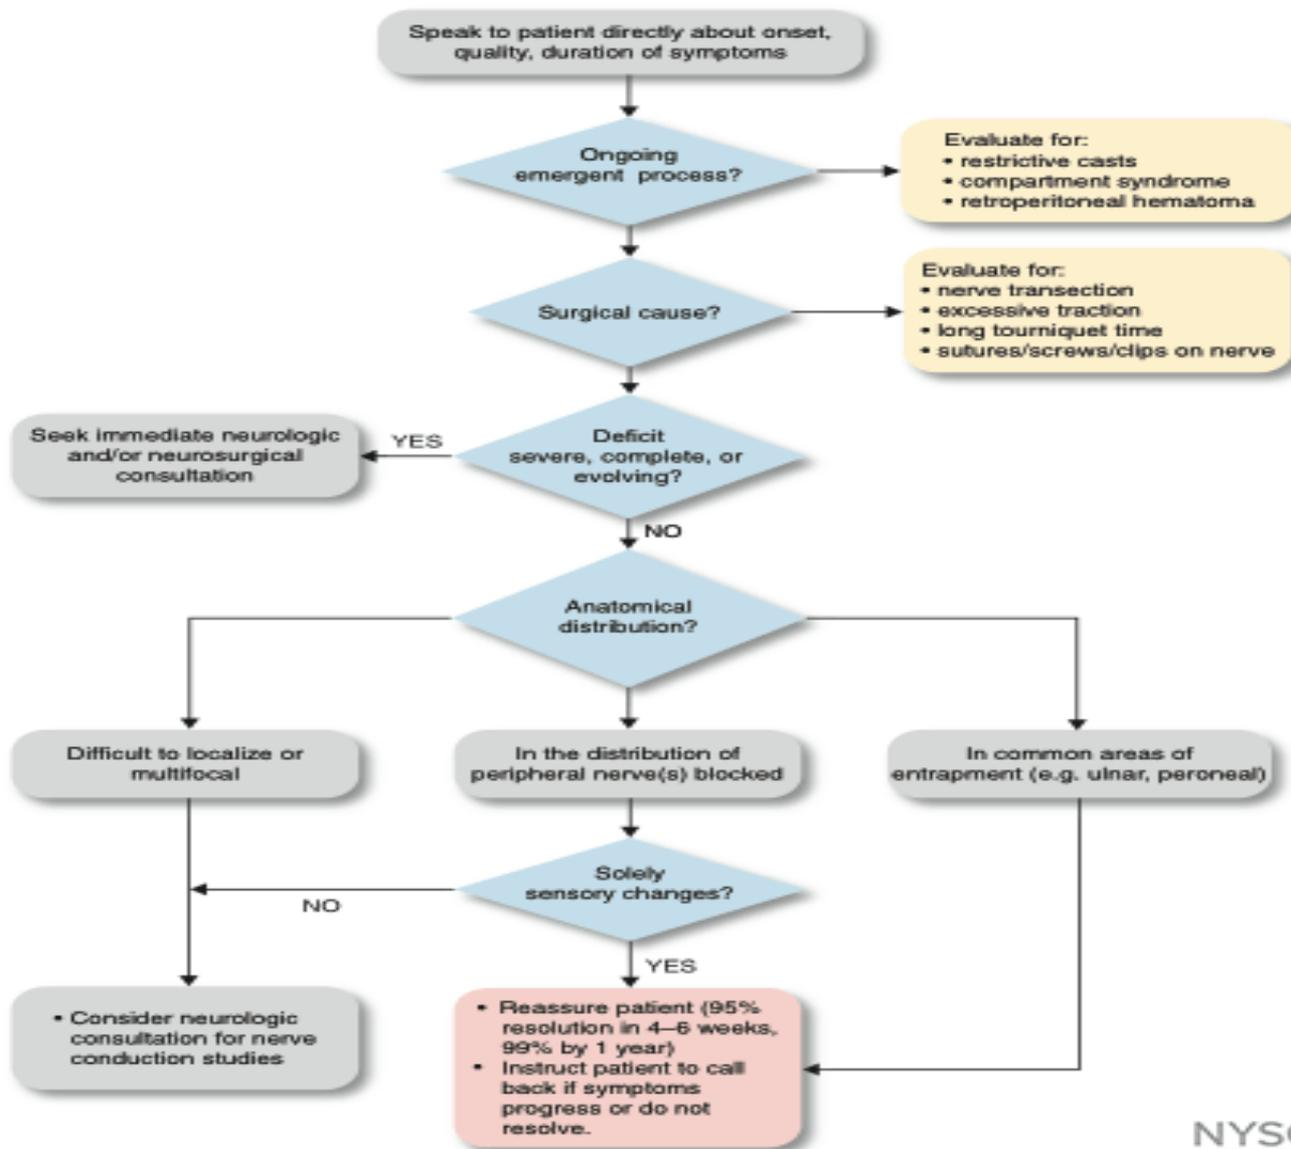 Speak to patient directly about onset,
quality, duration of symptoms
Ongoing
emergent process?
Evaluate for:
• restrictive casts
• compartment syndrome
• retroperitoneal hematoma
Surgical cause?
Evaluate for:
• nerve transection
• excessive traction
• long tourniquet time
• sutures/screws/clips on nerve
Seek immediate neurologic
and/or neurosurgical
consultation
YES
Deficit
severe, complete, or
evolving?
NO
Anatomical
distribution?
Difficult to localize or
multifocal
In the distribution of
peripheral nerve(s) blocked
In common areas of
entrapment (e.g. ulnar, peroneal)
Solely
sensory changes?
NO
YES
• Consider neurologic
consultation for nerve
conduction studies
• Reassure patient (95%
resolution in 4–6 weeks,
99% by 1 year)
• Instruct patient to call
back if symptoms
progress or do not
resolve.